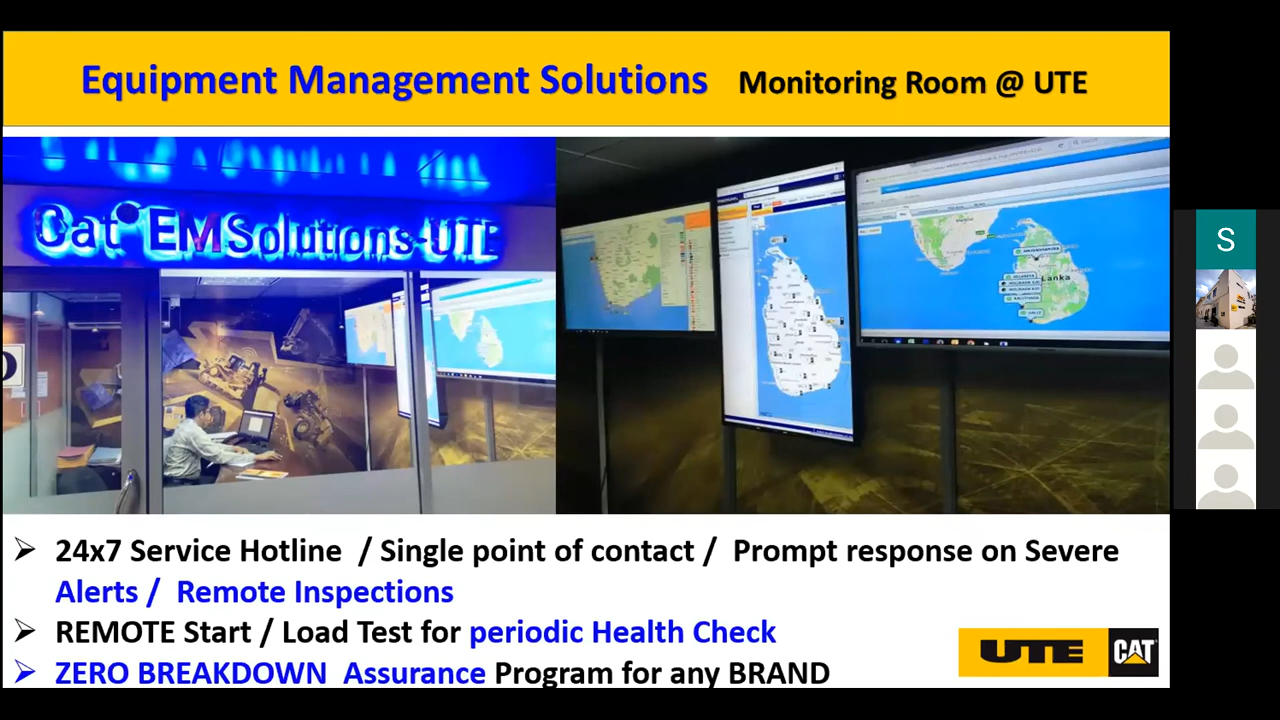 Equipment Management Solutions Monitoring Room @ UTE
Cat EMSolutions-UTE
Lanka
S
➢ 24x7 Service Hotline / Single point of contact / Prompt response on Severe
Alerts / Remote Inspections
➢ REMOTE Start / Load Test for periodic Health Check
➢ ZERO BREAKDOWN Assurance Program for any BRAND
UTE CAT